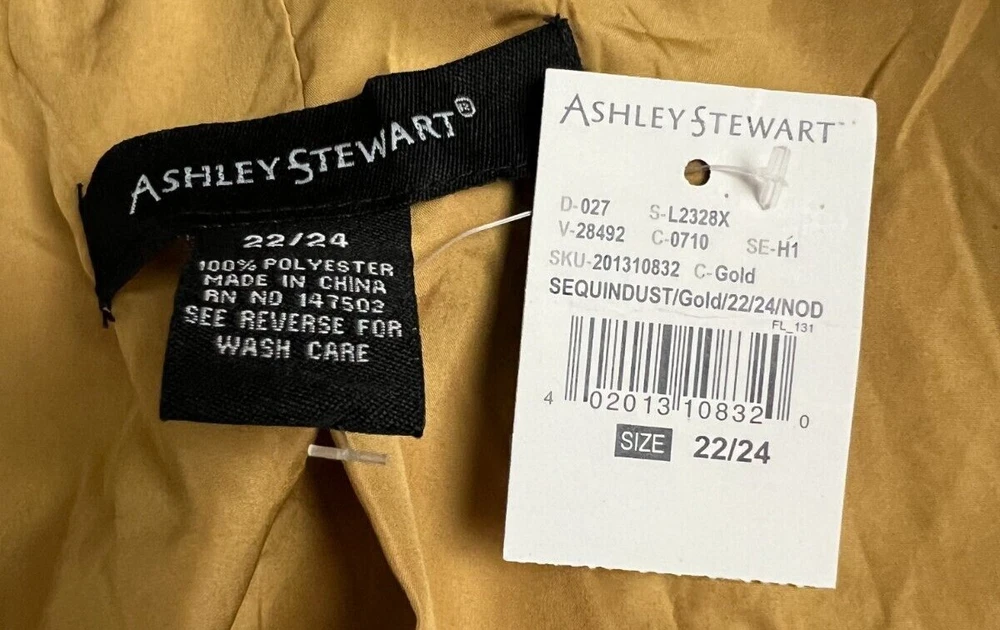 ASHLEY STEWART®
22/24
100% POLYESTER
MADE IN CHINA
RN NO 147502
SEE REVERSE FOR
WASH CARE
ASHLEY STEWART™
D-027 S-L2328X
V-28492 C-0710 SE-H1
SKU-201310832 C-Gold
SEQUINDUST/Gold/22/24/NOD
FL_131
4 02013 10832 0
SIZE 22/24